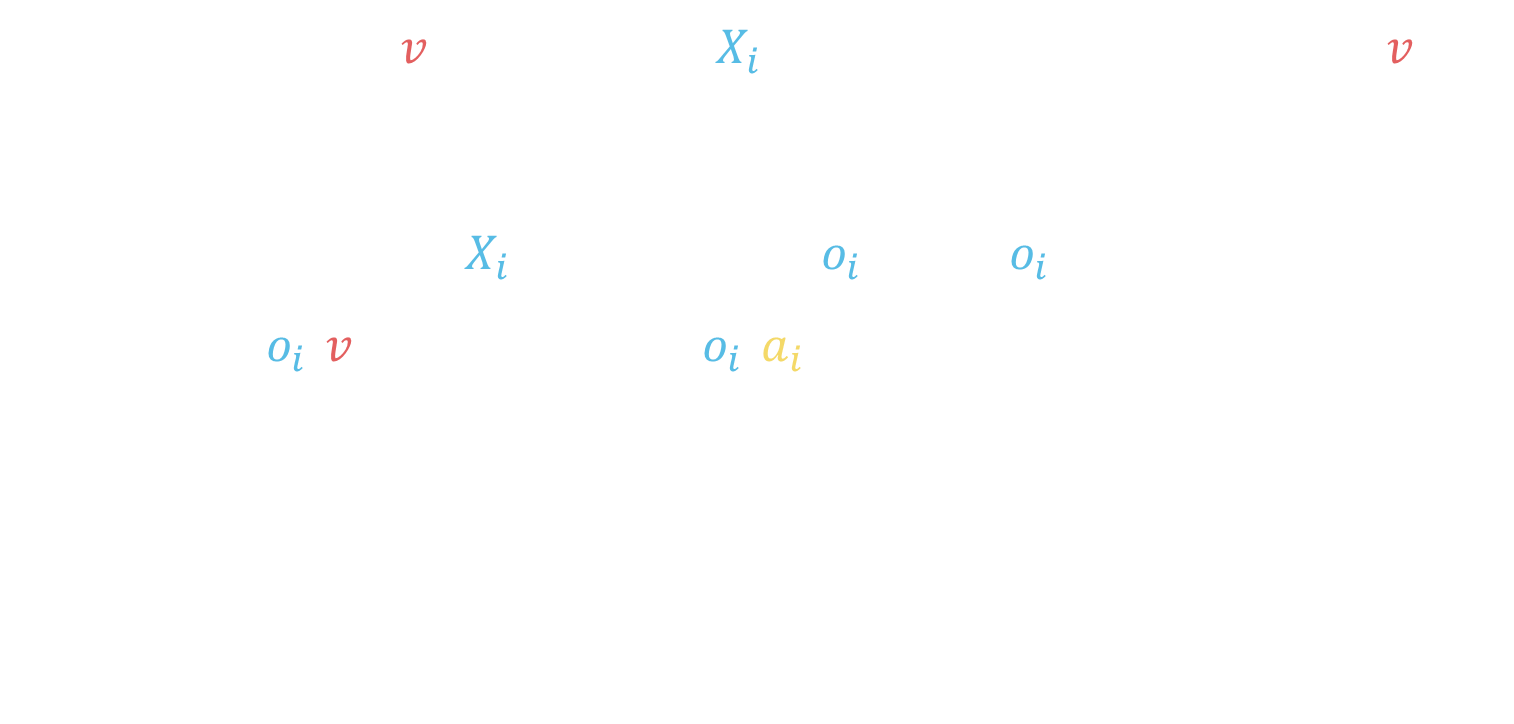 v X_i v
X_i o_i o_i
o_i v o_i a_i